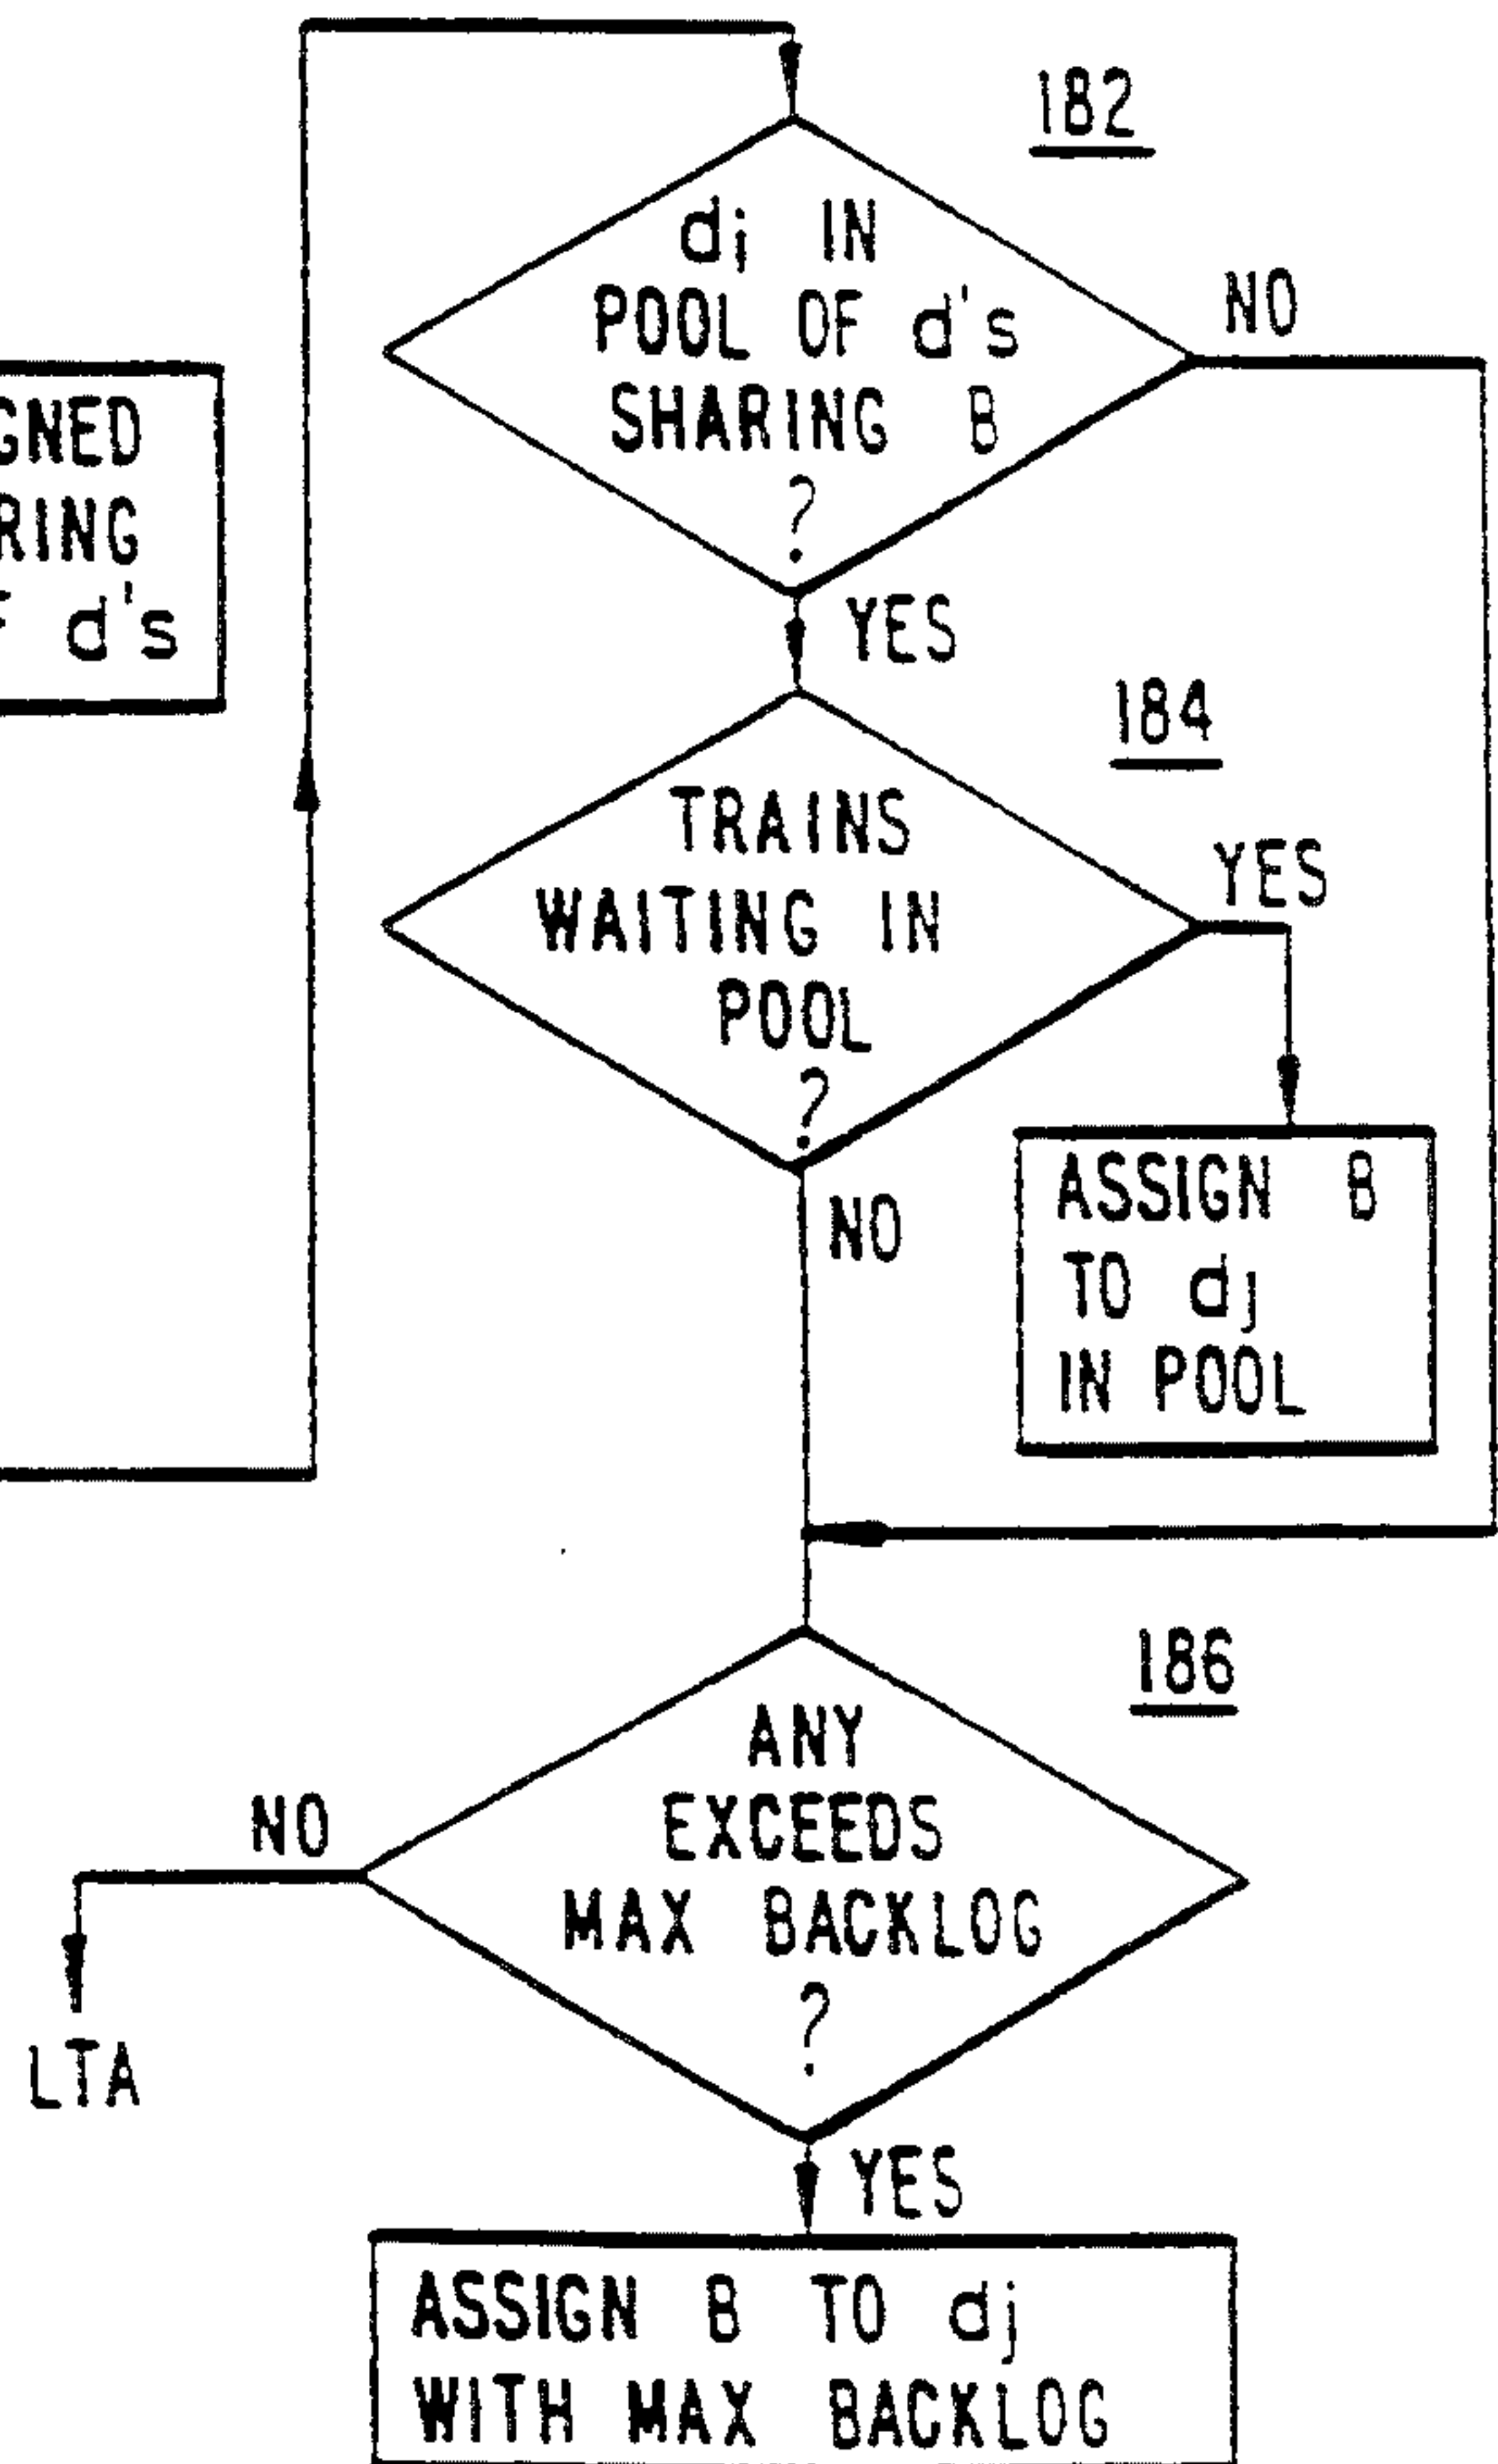 182
dj IN
POOL OF d's
SHARING B
?
NO
YES
RING
d's
184
TRAINS
WAITING IN
POOL
?
YES
NO
ASSIGN B
TO dj
IN POOL
186
ANY
EXCEEDS
MAX BACKLOG
?
NO
LTA
YES
ASSIGN B TO dj
WITH MAX BACKLOG